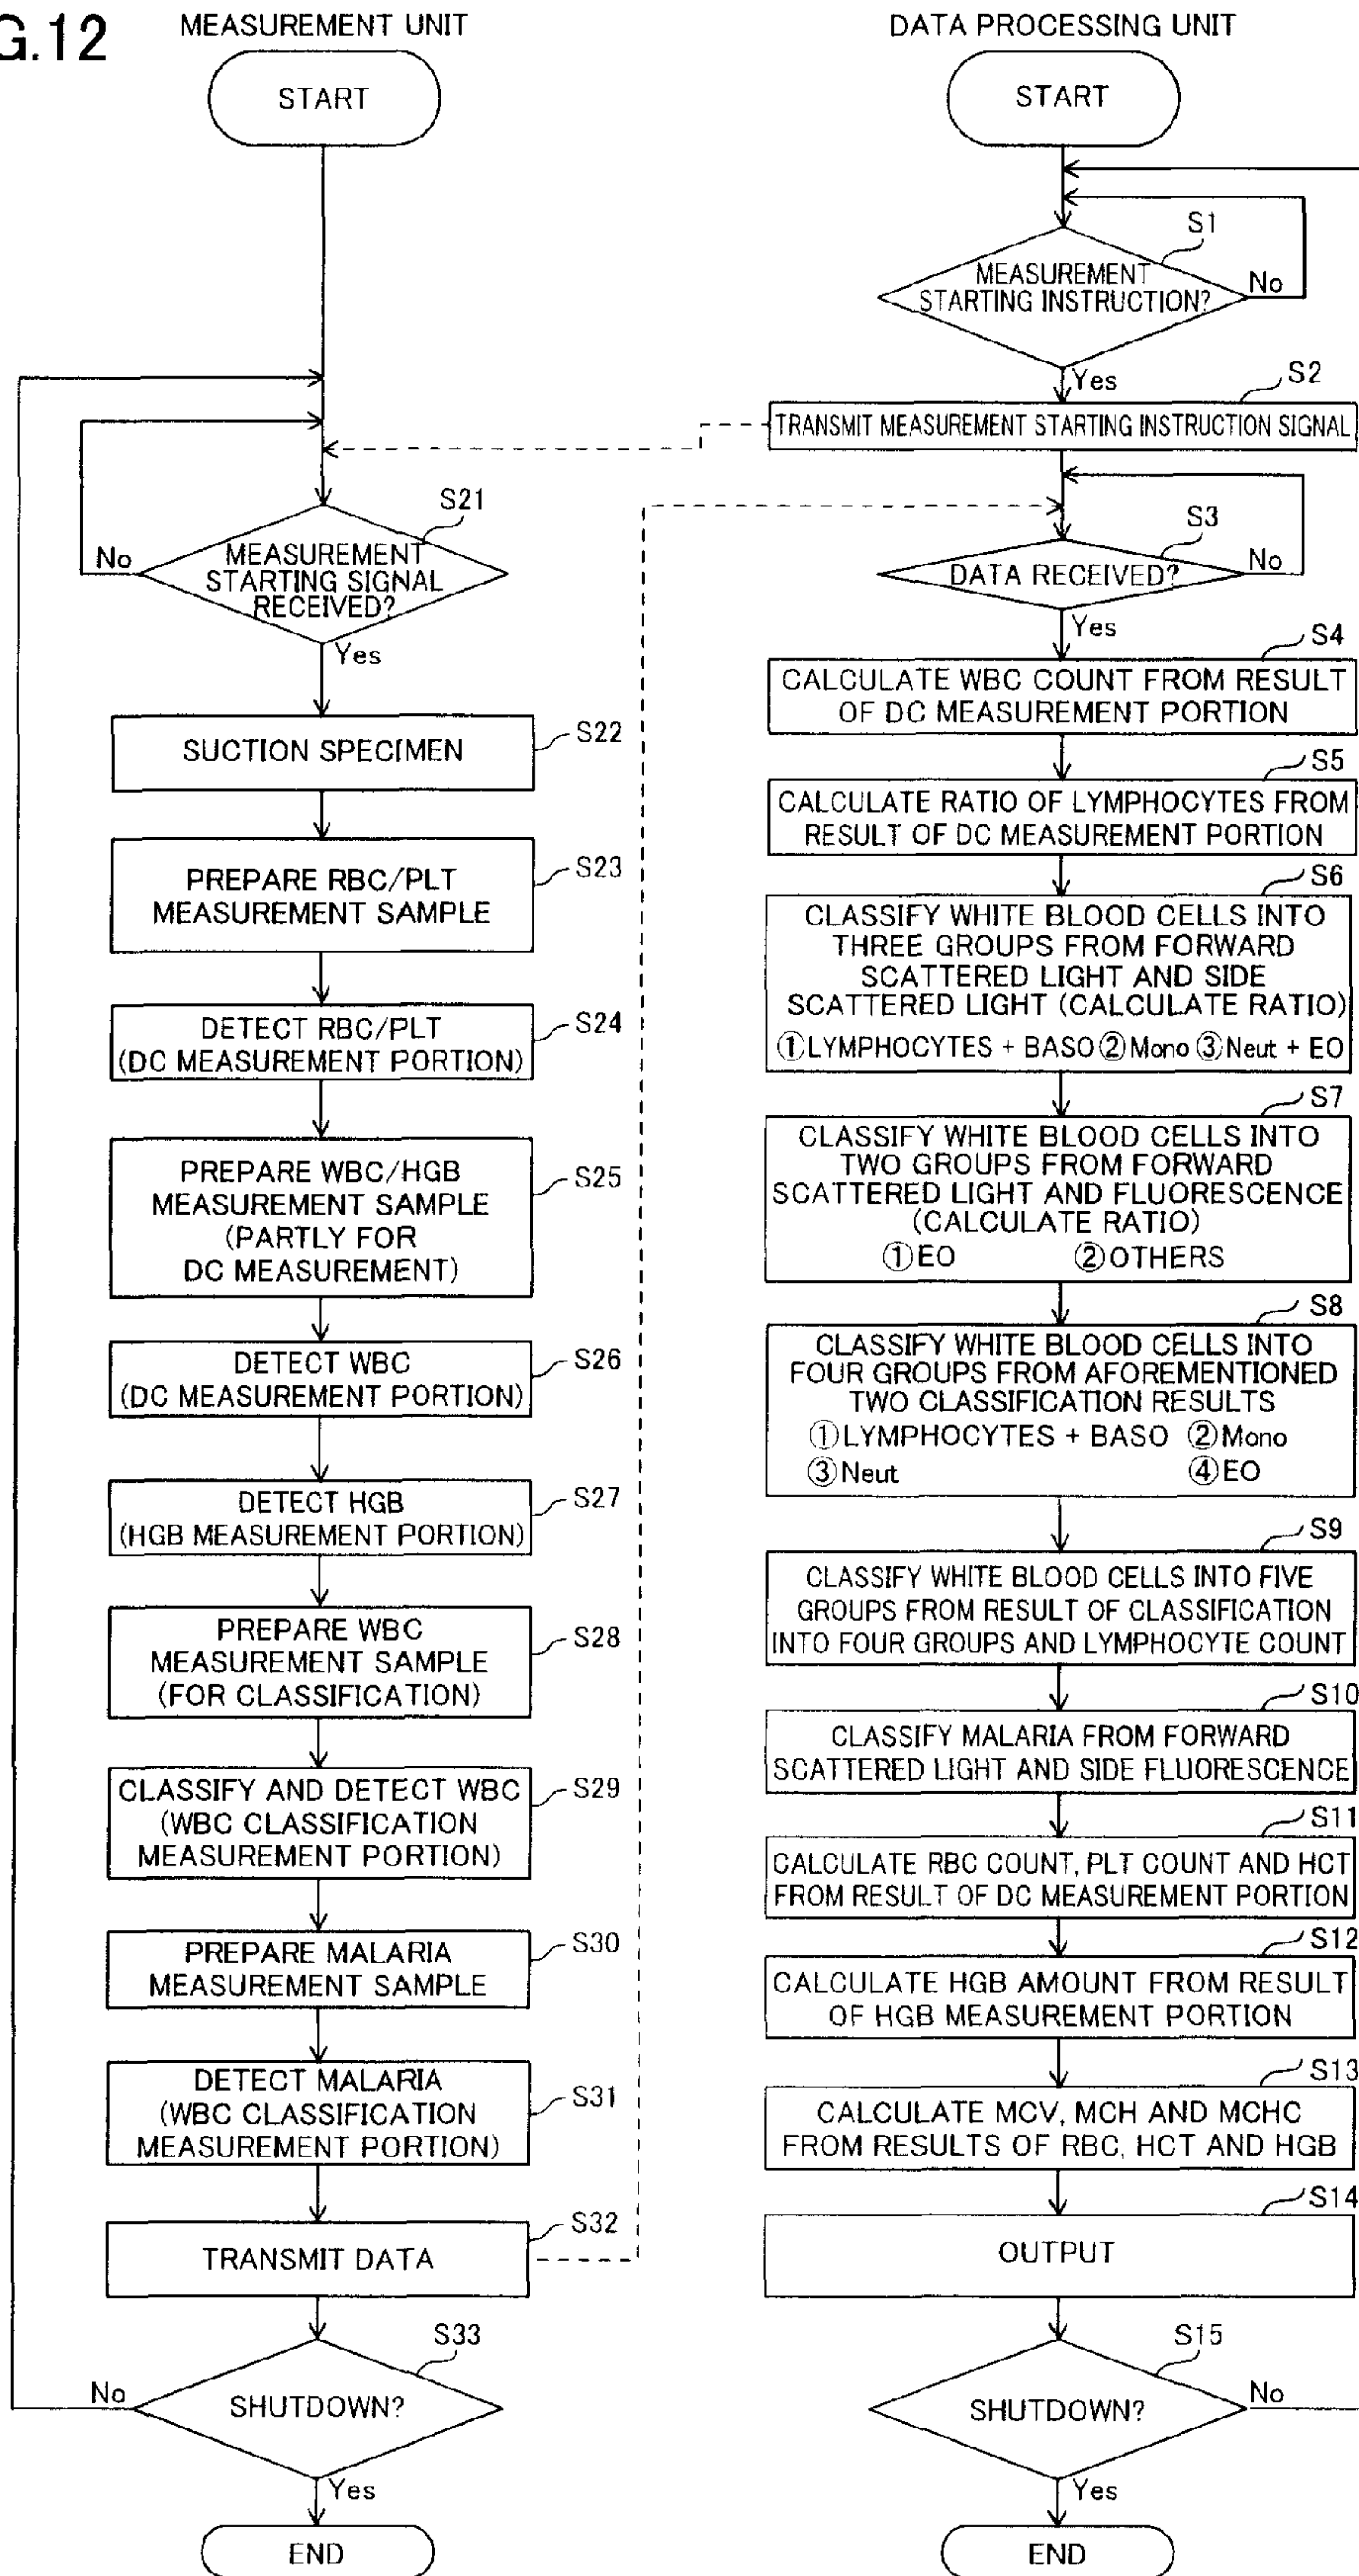 G.12
MEASUREMENT UNIT
START
S21
MEASUREMENT
STARTING SIGNAL
RECEIVED?
No
Yes
SUCTION SPECIMEN
S22
PREPARE RBC/PLT
MEASUREMENT SAMPLE
S23
DETECT RBC/PLT
(DC MEASUREMENT PORTION)
S24
PREPARE WBC/HGB
MEASUREMENT SAMPLE
(PARTLY FOR
DC MEASUREMENT)
S25
DETECT WBC
(DC MEASUREMENT PORTION)
S26
DETECT HGB
(HGB MEASUREMENT PORTION)
S27
PREPARE WBC
MEASUREMENT SAMPLE
(FOR CLASSIFICATION)
S28
CLASSIFY AND DETECT WBC
(WBC CLASSIFICATION
MEASUREMENT PORTION)
S29
PREPARE MALARIA
MEASUREMENT SAMPLE
S30
DETECT MALARIA
(WBC CLASSIFICATION
MEASUREMENT PORTION)
S31
TRANSMIT DATA
S32
S33
SHUTDOWN?
No
Yes
END
DATA PROCESSING UNIT
START
S1
MEASUREMENT
STARTING INSTRUCTION?
No
Yes
S2
TRANSMIT MEASUREMENT STARTING INSTRUCTION SIGNAL
S3
DATA RECEIVED?
No
Yes
S4
CALCULATE WBC COUNT FROM RESULT
OF DC MEASUREMENT PORTION
S5
CALCULATE RATIO OF LYMPHOCYTES FROM
RESULT OF DC MEASUREMENT PORTION
S6
CLASSIFY WHITE BLOOD CELLS INTO
THREE GROUPS FROM FORWARD
SCATTERED LIGHT AND SIDE
SCATTERED LIGHT (CALCULATE RATIO)
①LYMPHOCYTES + BASO ②Mono ③Neut + EO
S7
CLASSIFY WHITE BLOOD CELLS INTO
TWO GROUPS FROM FORWARD
SCATTERED LIGHT AND FLUORESCENCE
(CALCULATE RATIO)
①EO ②OTHERS
S8
CLASSIFY WHITE BLOOD CELLS INTO
FOUR GROUPS FROM AFOREMENTIONED
TWO CLASSIFICATION RESULTS
①LYMPHOCYTES + BASO ②Mono
③Neut ④EO
S9
CLASSIFY WHITE BLOOD CELLS INTO FIVE
GROUPS FROM RESULT OF CLASSIFICATION
INTO FOUR GROUPS AND LYMPHOCYTE COUNT
S10
CLASSIFY MALARIA FROM FORWARD
SCATTERED LIGHT AND SIDE FLUORESCENCE
S11
CALCULATE RBC COUNT, PLT COUNT AND HCT
FROM RESULT OF DC MEASUREMENT PORTION
S12
CALCULATE HGB AMOUNT FROM RESULT
OF HGB MEASUREMENT PORTION
S13
CALCULATE MCV, MCH AND MCHC
FROM RESULTS OF RBC, HCT AND HGB
S14
OUTPUT
S15
SHUTDOWN?
No
Yes
END